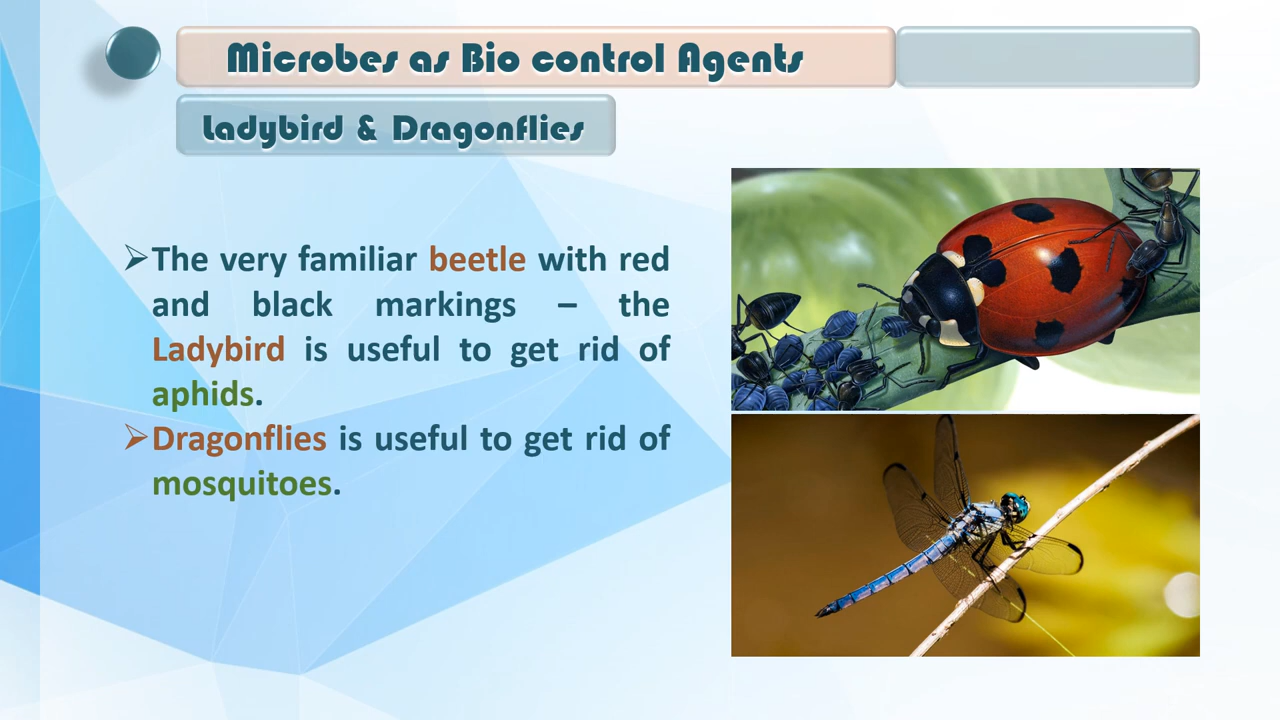 Microbes as Bio control Agents
Ladybird & Dragonflies
➢The very familiar beetle with red
and black markings – the
Ladybird is useful to get rid of
aphids.
➢Dragonflies is useful to get rid of
mosquitoes.